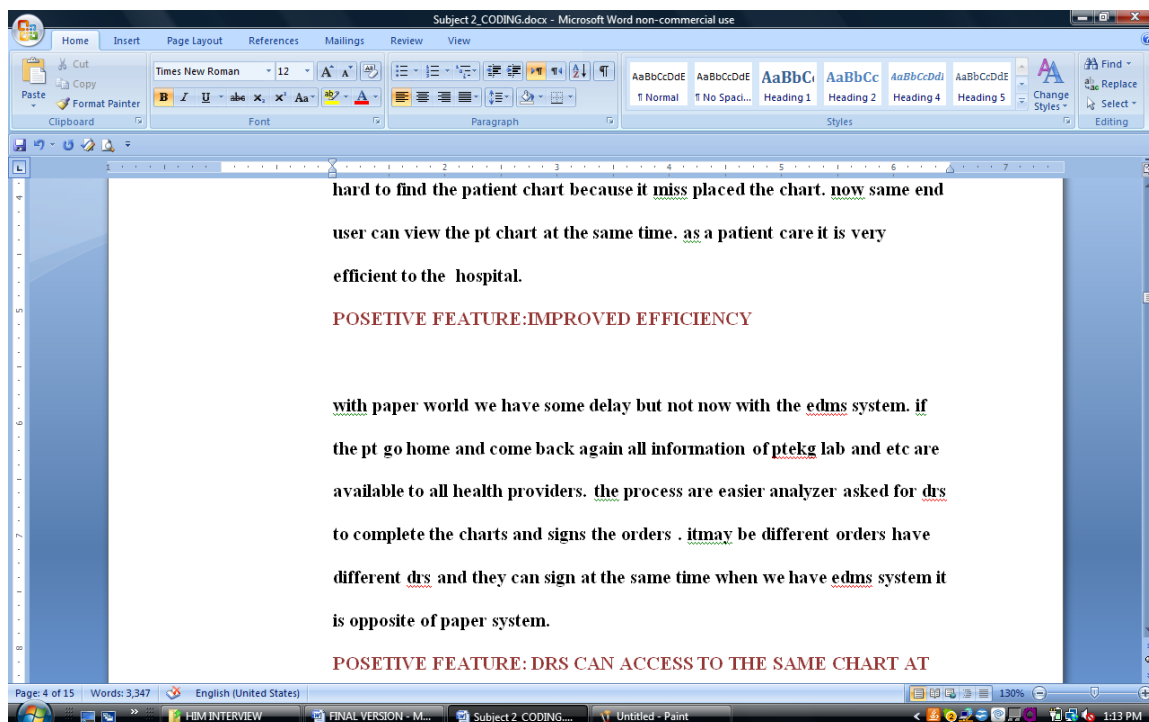 Subject 2_CODING.docx - Microsoft Word non-commercial use
Home Insert Page Layout References Mailings Review View
Cut
Copy
Paste
Format Painter
Clipboard
Times New Roman 12
Font
Paragraph
AaBbCcDdE AaBbCcDdE AaBbC AaBbCc AaBbCcDdi AaBbCcDdE
¶ Normal ¶ No Spaci... Heading 1 Heading 2 Heading 4 Heading 5
Change Styles
Styles
Find
Replace
Select
Editing
hard to find the patient chart because it miss placed the chart. now same end
user can view the pt chart at the same time. as a patient care it is very
efficient to the hospital.
POSETIVE FEATURE:IMPROVED EFFICIENCY
with paper world we have some delay but not now with the edms system. if
the pt go home and come back again all information of ptekg lab and etc are
available to all health providers. the process are easier analyzer asked for drs
to complete the charts and signs the orders . itmay be different orders have
different drs and they can sign at the same time when we have edms system it
is opposite of paper system.
POSETIVE FEATURE: DRS CAN ACCESS TO THE SAME CHART AT
Page: 4 of 15 Words: 3,347 English (United States) 130%
HIM INTERVIEW FINAL VERSION - M... Subject 2_CODING.... Untitled - Paint 1:13 PM